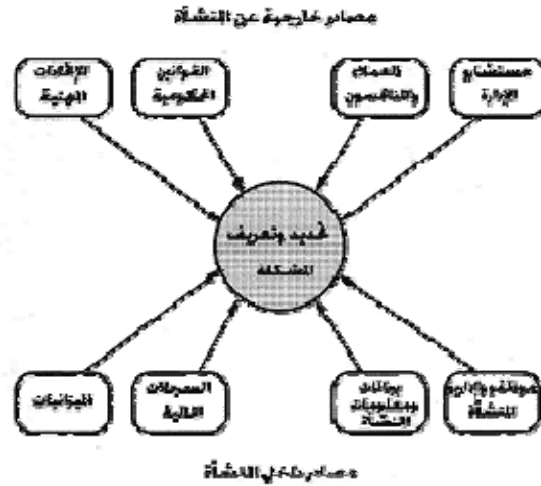 مصادر خارجية عن المنشأة
مستشارو
الإدارة
العملاء
والمنافسون
القوانين
الحكومية
الإتحادات
المهنية
تحديد وتعريف
المشكلة
موظفو وإدارة
المنشأة
بيانات
ومعلومات
المنشأة
السجلات
المالية
الميزانيات
مصادر داخل المنشأة